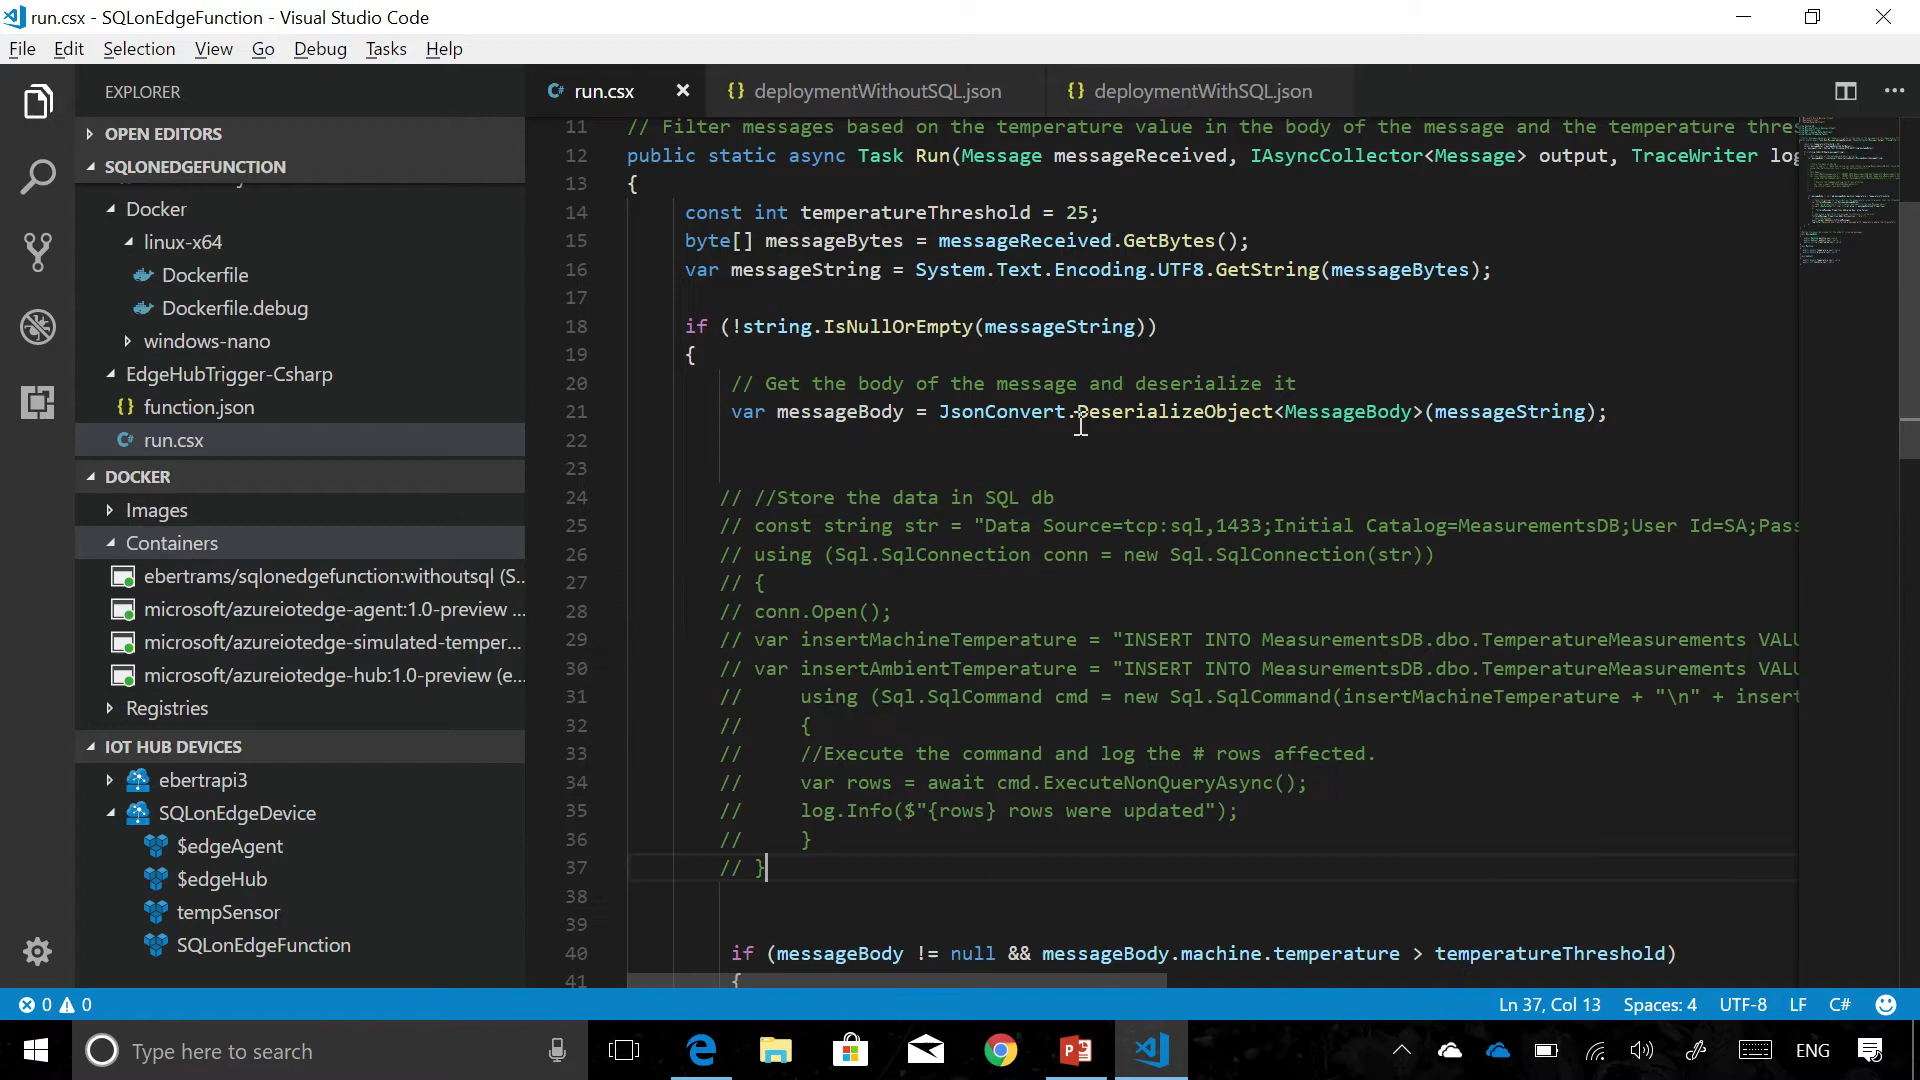 run.csx - SQLonEdgeFunction - Visual Studio Code
File Edit Selection View Go Debug Tasks Help
EXPLORER
OPEN EDITORS
SQLONEDGEFUNCTION
Docker
linux-x64
Dockerfile
Dockerfile.debug
windows-nano
EdgeHubTrigger-Csharp
{} function.json
run.csx
DOCKER
Images
Containers
ebertrams/sqlonedgefunction:withoutsql (S...
microsoft/azureiotedge-agent:1.0-preview ...
microsoft/azureiotedge-simulated-temper...
microsoft/azureiotedge-hub:1.0-preview (e...
Registries
IOT HUB DEVICES
ebertrapi3
SQLonEdgeDevice
$edgeAgent
$edgeHub
tempSensor
SQLonEdgeFunction
run.csx {} deploymentWithoutSQL.json {} deploymentWithSQL.json
11 // Filter messages based on the temperature value in the body of the message and the temperature thres
12 public static async Task Run(Message messageReceived, IAsyncCollector<Message> output, TraceWriter log
13 {
14 const int temperatureThreshold = 25;
15 byte[] messageBytes = messageReceived.GetBytes();
16 var messageString = System.Text.Encoding.UTF8.GetString(messageBytes);
17
18 if (!string.IsNullOrEmpty(messageString))
19 {
20 // Get the body of the message and deserialize it
21 var messageBody = JsonConvert.DeserializeObject<MessageBody>(messageString);
22
23
24 // //Store the data in SQL db
25 // const string str = "Data Source=tcp:sql,1433;Initial Catalog=MeasurementsDB;User Id=SA;Pass
26 // using (Sql.SqlConnection conn = new Sql.SqlConnection(str))
27 // {
28 // conn.Open();
29 // var insertMachineTemperature = "INSERT INTO MeasurementsDB.dbo.TemperatureMeasurements VALU
30 // var insertAmbientTemperature = "INSERT INTO MeasurementsDB.dbo.TemperatureMeasurements VALU
31 // using (Sql.SqlCommand cmd = new Sql.SqlCommand(insertMachineTemperature + "\n" + insert
32 // {
33 // //Execute the command and log the # rows affected.
34 // var rows = await cmd.ExecuteNonQueryAsync();
35 // log.Info($"{rows} rows were updated");
36 // }
37 // }
38
39
40 if (messageBody != null && messageBody.machine.temperature > temperatureThreshold)
41 {
0 0
Ln 37, Col 13 Spaces: 4 UTF-8 LF C#
Type here to search
ENG